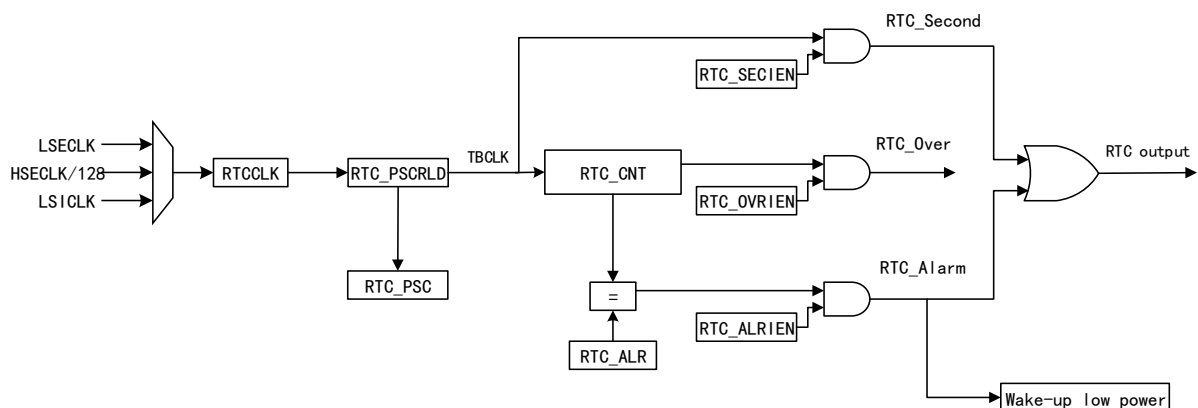 RTC_Second
RTC_SECIEN
LSECLK
HSECLK/128
LSICLK
RTCCLK
RTC_PSCRLD
TBCLK
RTC_CNT
RTC_Over
RTC_OVRIEN
RTC output
RTC_PSC
=
RTC_ALR
RTC_Alarm
RTC_ALRIEN
Wake-up low power